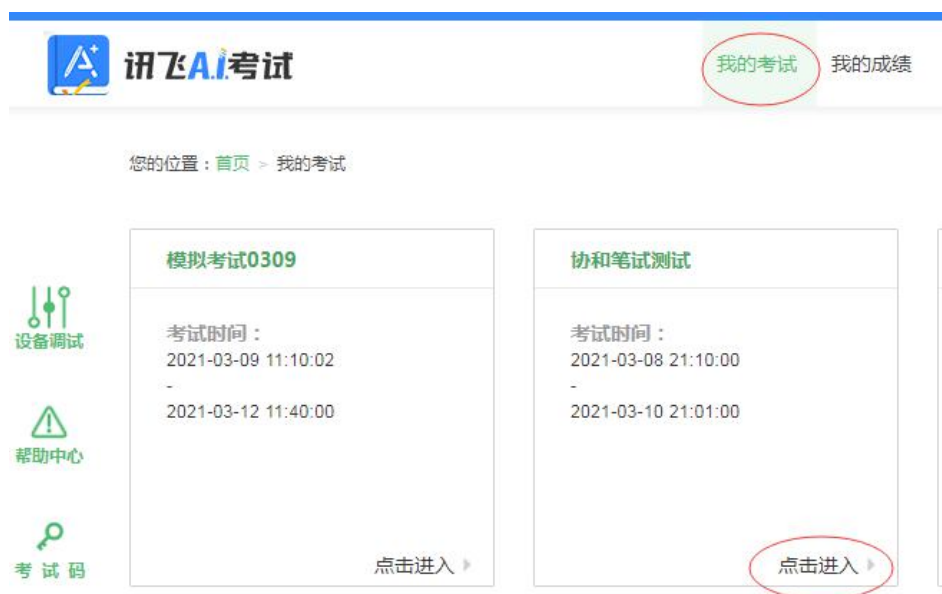 讯飞A.I.考试
我的考试 我的成绩
您的位置：首页 > 我的考试
模拟考试0309
考试时间：
2021-03-09 11:10:02
-
2021-03-12 11:40:00
点击进入
协和笔试测试
考试时间：
2021-03-08 21:10:00
-
2021-03-10 21:01:00
点击进入
设备调试
帮助中心
考 试 码